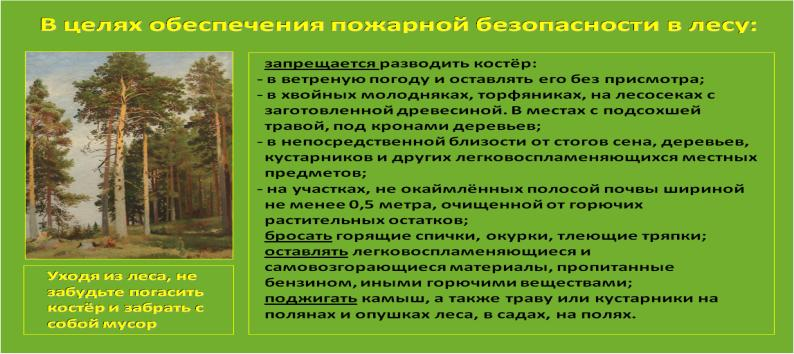 В целях обеспечения пожарной безопасности в лесу:
запрещается разводить костёр:
- в ветреную погоду и оставлять его без присмотра;
- в хвойных молодняках, торфяниках, на лесосеках с
заготовленной древесиной. В местах с подсохшей
травой, под кронами деревьев;
- в непосредственной близости от стогов сена, деревьев,
кустарников и других легковоспламеняющихся местных
предметов;
- на участках, не окаймлённых полосой почвы шириной
не менее 0,5 метра, очищенной от горючих
растительных остатков;
бросать горящие спички, окурки, тлеющие тряпки;
оставлять легковоспламеняющиеся и
самовозгорающиеся материалы, пропитанные
бензином, иными горючими веществами;
поджигать камыш, а также траву или кустарники на
полянах и опушках леса, в садах, на полях.
Уходя из леса, не
забудьте погасить
костёр и забрать с
собой мусор